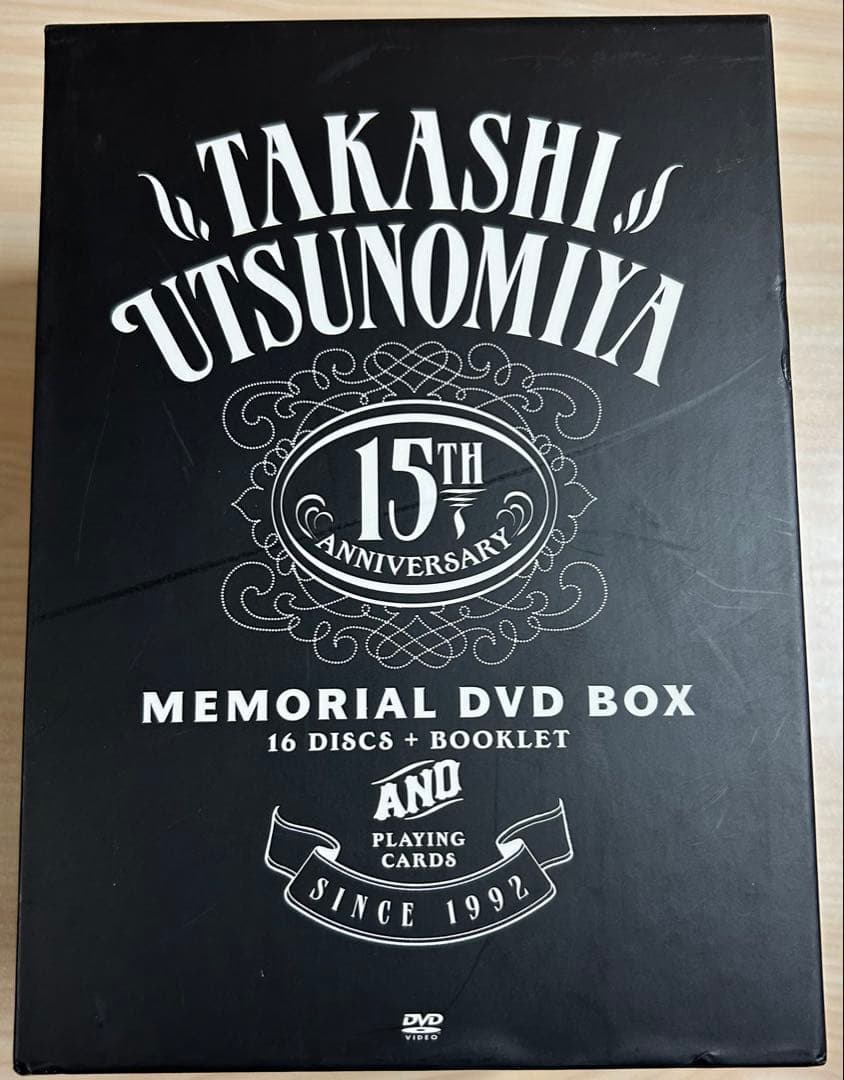 TAKASHI
UTSUNOMIYA
15TH
ANNIVERSARY
MEMORIAL DVD BOX
16 DISCS + BOOKLET
AND
PLAYING
CARDS
SINCE 1992
DVD
VIDEO